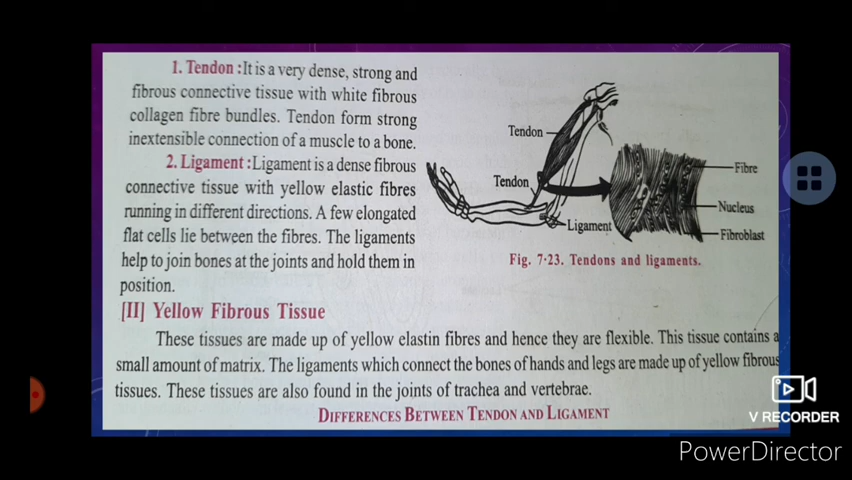 1. Tendon : It is a very dense, strong and
fibrous connective tissue with white fibrous
collagen fibre bundles. Tendon form strong
inextensible connection of a muscle to a bone.
2. Ligament : Ligament is a dense fibrous
connective tissue with yellow elastic fibres
running in different directions. A few elongated
flat cells lie between the fibres. The ligaments
help to join bones at the joints and hold them in
position.
Tendon
Tendon
Ligament
Fibre
Nucleus
Fibroblast
Fig. 7·23. Tendons and ligaments.
[II] Yellow Fibrous Tissue
These tissues are made up of yellow elastin fibres and hence they are flexible. This tissue contains a
small amount of matrix. The ligaments which connect the bones of hands and legs are made up of yellow fibrous
tissues. These tissues are also found in the joints of trachea and vertebrae.
DIFFERENCES BETWEEN TENDON AND LIGAMENT
V RECORDER
PowerDirector